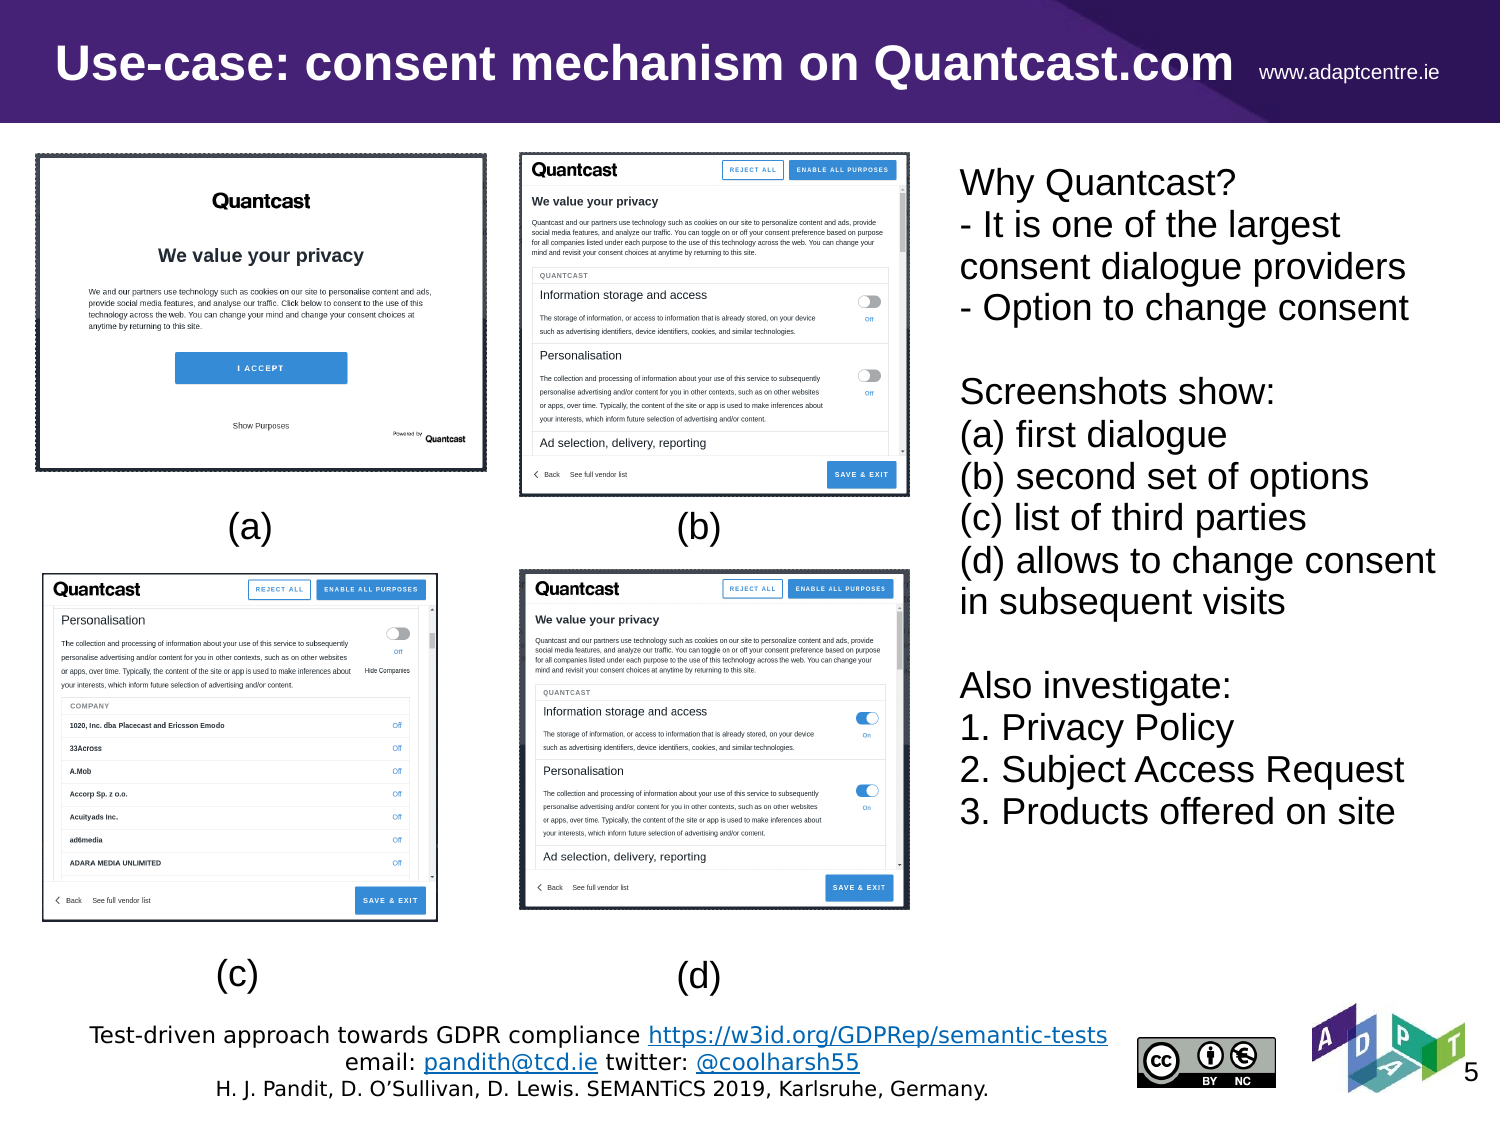 Use-case: consent mechanism on Quantcast.com
www.adaptcentre.ie
Quantcast
We value your privacy
We and our partners use technology such as cookies on our site to personalise content and ads,
provide social media features, and analyse our traffic. Click below to consent to the use of this
technology across the web. You can change your mind and change your consent choices at
anytime by returning to this site.
I ACCEPT
Show Purposes
Powered by Quantcast
(a)
Quantcast
REJECT ALL
ENABLE ALL PURPOSES
We value your privacy
Quantcast and our partners use technology such as cookies on our site to personalize content and ads, provide
social media features, and analyze our traffic. You can toggle on or off your consent preference based on purpose
for all companies listed under each purpose to the use of this technology across the web. You can change your
mind and revisit your consent choices at anytime by returning to this site.
QUANTCAST
Information storage and access
The storage of information, or access to information that is already stored, on your device
such as advertising identifiers, device identifiers, cookies, and similar technologies.
Off
Personalisation
The collection and processing of information about your use of this service to subsequently
personalise advertising and/or content for you in other contexts, such as on other websites
or apps, over time. Typically, the content of the site or app is used to make inferences about
your interests, which inform future selection of advertising and/or content.
Off
Ad selection, delivery, reporting
Back
See full vendor list
SAVE & EXIT
(b)
Quantcast
REJECT ALL
ENABLE ALL PURPOSES
Personalisation
The collection and processing of information about your use of this service to subsequently
personalise advertising and/or content for you in other contexts, such as on other websites
or apps, over time. Typically, the content of the site or app is used to make inferences about
your interests, which inform future selection of advertising and/or content.
Off
Hide Companies
COMPANY
1020, Inc. dba Placecast and Ericsson Emodo Off
33Across Off
A.Mob Off
Accorp Sp. z o.o. Off
Acuityads Inc. Off
ad6media Off
ADARA MEDIA UNLIMITED Off
Back
See full vendor list
SAVE & EXIT
(c)
Quantcast
REJECT ALL
ENABLE ALL PURPOSES
We value your privacy
Quantcast and our partners use technology such as cookies on our site to personalize content and ads, provide
social media features, and analyze our traffic. You can toggle on or off your consent preference based on purpose
for all companies listed under each purpose to the use of this technology across the web. You can change your
mind and revisit your consent choices at anytime by returning to this site.
QUANTCAST
Information storage and access
The storage of information, or access to information that is already stored, on your device
such as advertising identifiers, device identifiers, cookies, and similar technologies.
On
Personalisation
The collection and processing of information about your use of this service to subsequently
personalise advertising and/or content for you in other contexts, such as on other websites
or apps, over time. Typically, the content of the site or app is used to make inferences about
your interests, which inform future selection of advertising and/or content.
On
Ad selection, delivery, reporting
Back
See full vendor list
SAVE & EXIT
(d)
Why Quantcast?
- It is one of the largest
consent dialogue providers
- Option to change consent
Screenshots show:
(a) first dialogue
(b) second set of options
(c) list of third parties
(d) allows to change consent
in subsequent visits
Also investigate:
1. Privacy Policy
2. Subject Access Request
3. Products offered on site
Test-driven approach towards GDPR compliance https://w3id.org/GDPRep/semantic-tests
email: pandith@tcd.ie twitter: @coolharsh55
H. J. Pandit, D. O’Sullivan, D. Lewis. SEMANTiCS 2019, Karlsruhe, Germany.
cc
BY NC
ADAPT
5